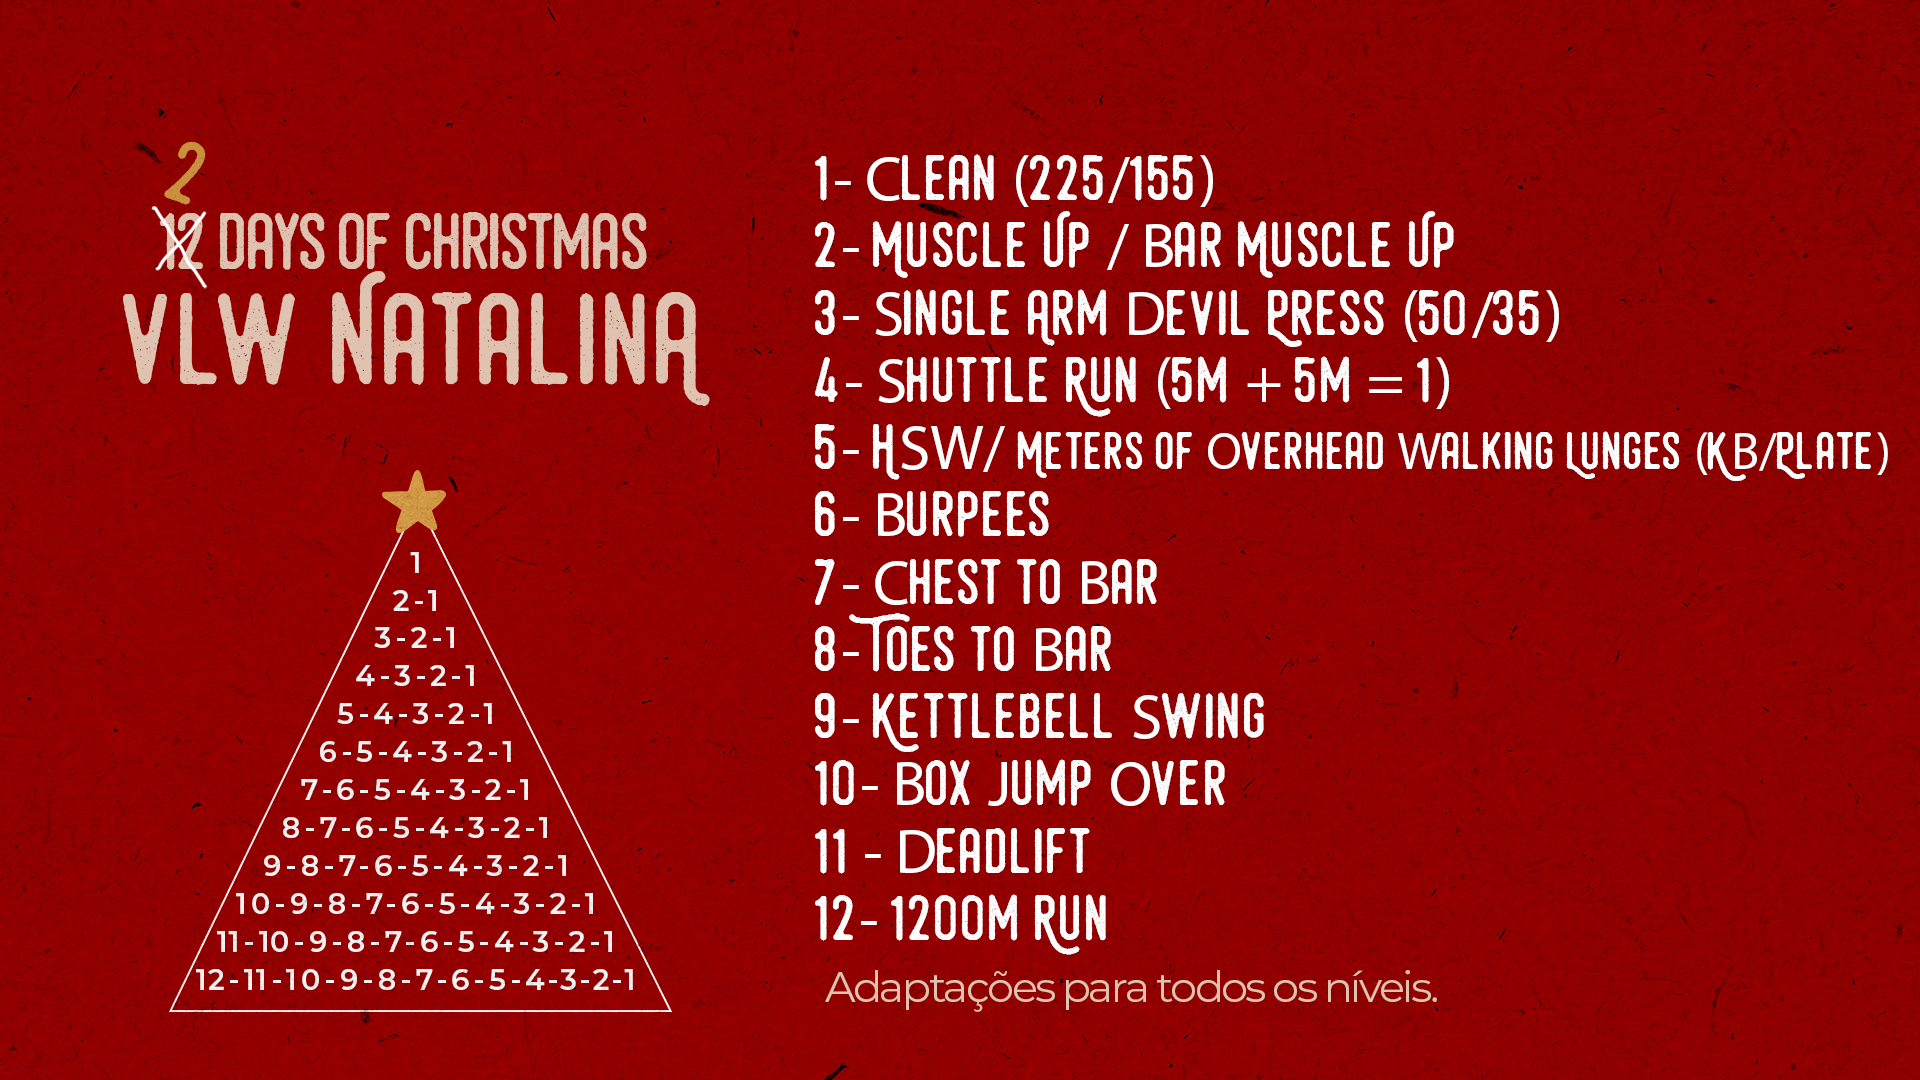 2
12 DAYS OF CHRISTMAS
VLW NATALINA
1
2-1
3-2-1
4-3-2-1
5-4-3-2-1
6-5-4-3-2-1
7-6-5-4-3-2-1
8-7-6-5-4-3-2-1
9-8-7-6-5-4-3-2-1
10-9-8-7-6-5-4-3-2-1
11-10-9-8-7-6-5-4-3-2-1
12-11-10-9-8-7-6-5-4-3-2-1
1- CLEAN (225/155)
2- MUSCLE UP / BAR MUSCLE UP
3- SINGLE ARM DEVIL PRESS (50/35)
4- SHUTTLE RUN (5M + 5M = 1)
5- HSW/ METERS OF OVERHEAD WALKING LUNGES (KB/PLATE)
6- BURPEES
7- CHEST TO BAR
8- TOES TO BAR
9- KETTLEBELL SWING
10- BOX JUMP OVER
11 - DEADLIFT
12- 1200M RUN
Adaptações para todos os níveis.